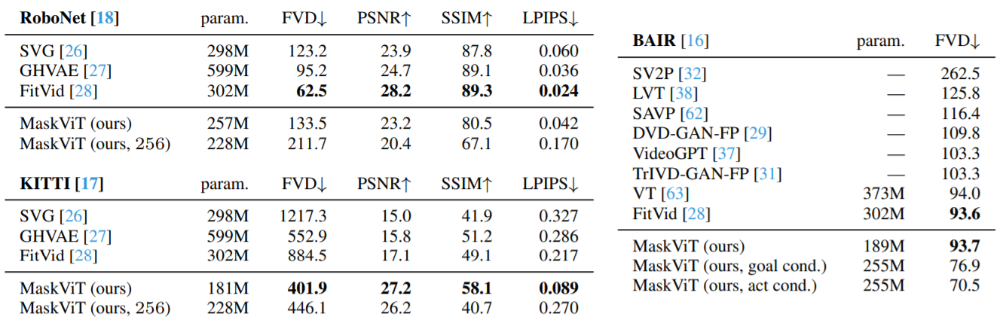 RoboNet [18] param. FVD↓ PSNR↑ SSIM↑ LPIPS↓
SVG [26] 298M 123.2 23.9 87.8 0.060
GHVAE [27] 599M 95.2 24.7 89.1 0.036
FitVid [28] 302M 62.5 28.2 89.3 0.024
MaskViT (ours) 257M 133.5 23.2 80.5 0.042
MaskViT (ours, 256) 228M 211.7 20.4 67.1 0.170
KITTI [17] param. FVD↓ PSNR↑ SSIM↑ LPIPS↓
SVG [26] 298M 1217.3 15.0 41.9 0.327
GHVAE [27] 599M 552.9 15.8 51.2 0.286
FitVid [28] 302M 884.5 17.1 49.1 0.217
MaskViT (ours) 181M 401.9 27.2 58.1 0.089
MaskViT (ours, 256) 228M 446.1 26.2 40.7 0.270
BAIR [16] param. FVD↓
SV2P [32] — 262.5
LVT [38] — 125.8
SAVP [62] — 116.4
DVD-GAN-FP [29] — 109.8
VideoGPT [37] — 103.3
TrIVD-GAN-FP [31] — 103.3
VT [63] 373M 94.0
FitVid [28] 302M 93.6
MaskViT (ours) 189M 93.7
MaskViT (ours, goal cond.) 255M 76.9
MaskViT (ours, act cond.) 255M 70.5